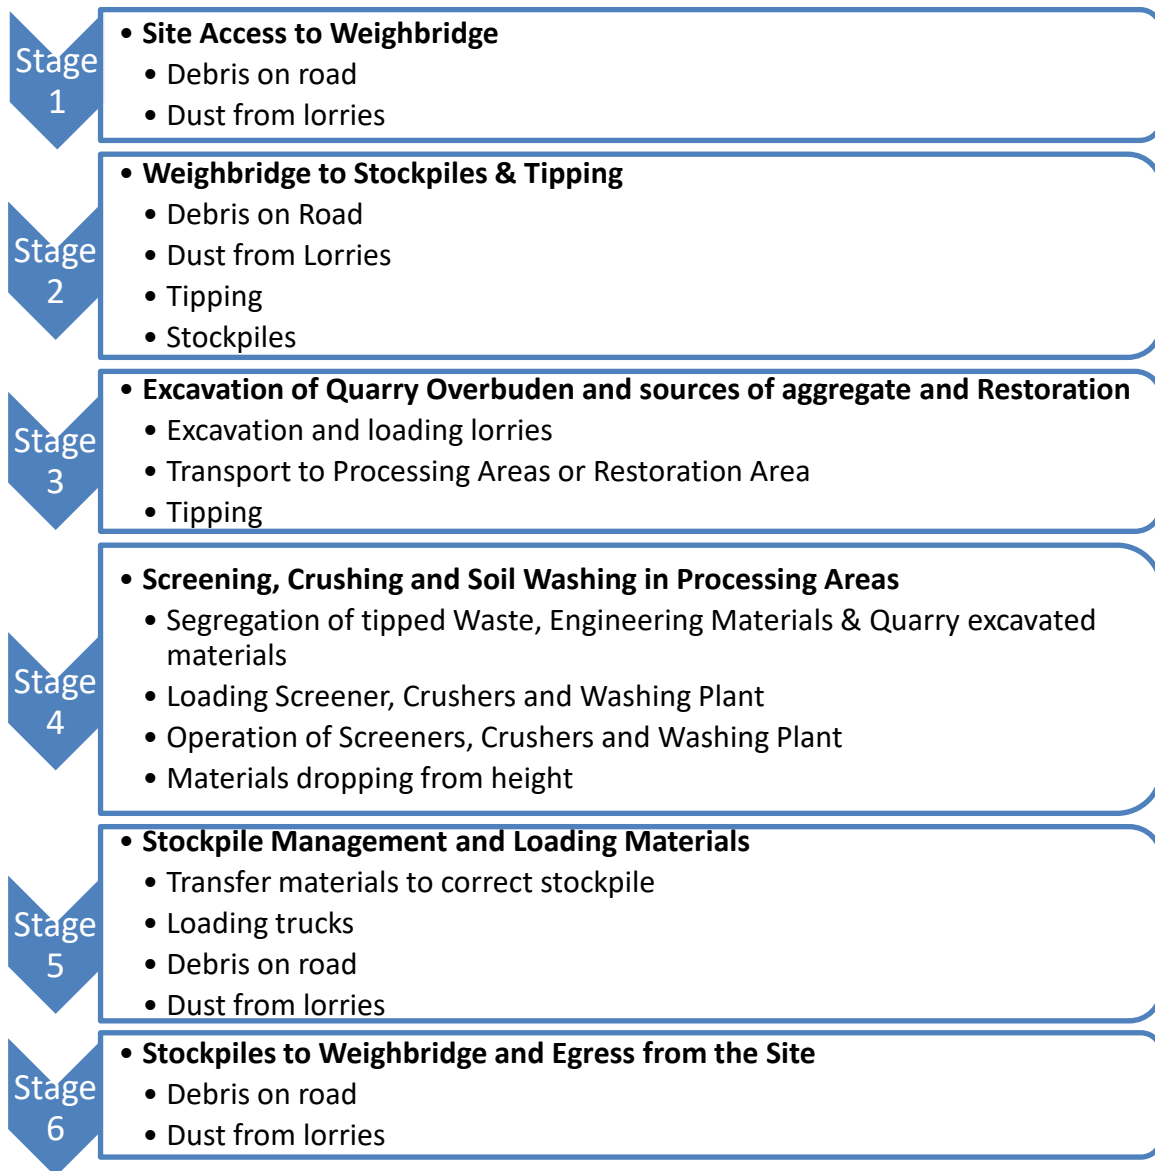 Stage
1
• Site Access to Weighbridge
• Debris on road
• Dust from lorries
Stage
2
• Weighbridge to Stockpiles & Tipping
• Debris on Road
• Dust from Lorries
• Tipping
• Stockpiles
Stage
3
• Excavation of Quarry Overbuden and sources of aggregate and Restoration
• Excavation and loading lorries
• Transport to Processing Areas or Restoration Area
• Tipping
Stage
4
• Screening, Crushing and Soil Washing in Processing Areas
• Segregation of tipped Waste, Engineering Materials & Quarry excavated
materials
• Loading Screener, Crushers and Washing Plant
• Operation of Screeners, Crushers and Washing Plant
• Materials dropping from height
Stage
5
• Stockpile Management and Loading Materials
• Transfer materials to correct stockpile
• Loading trucks
• Debris on road
• Dust from lorries
Stage
6
• Stockpiles to Weighbridge and Egress from the Site
• Debris on road
• Dust from lorries